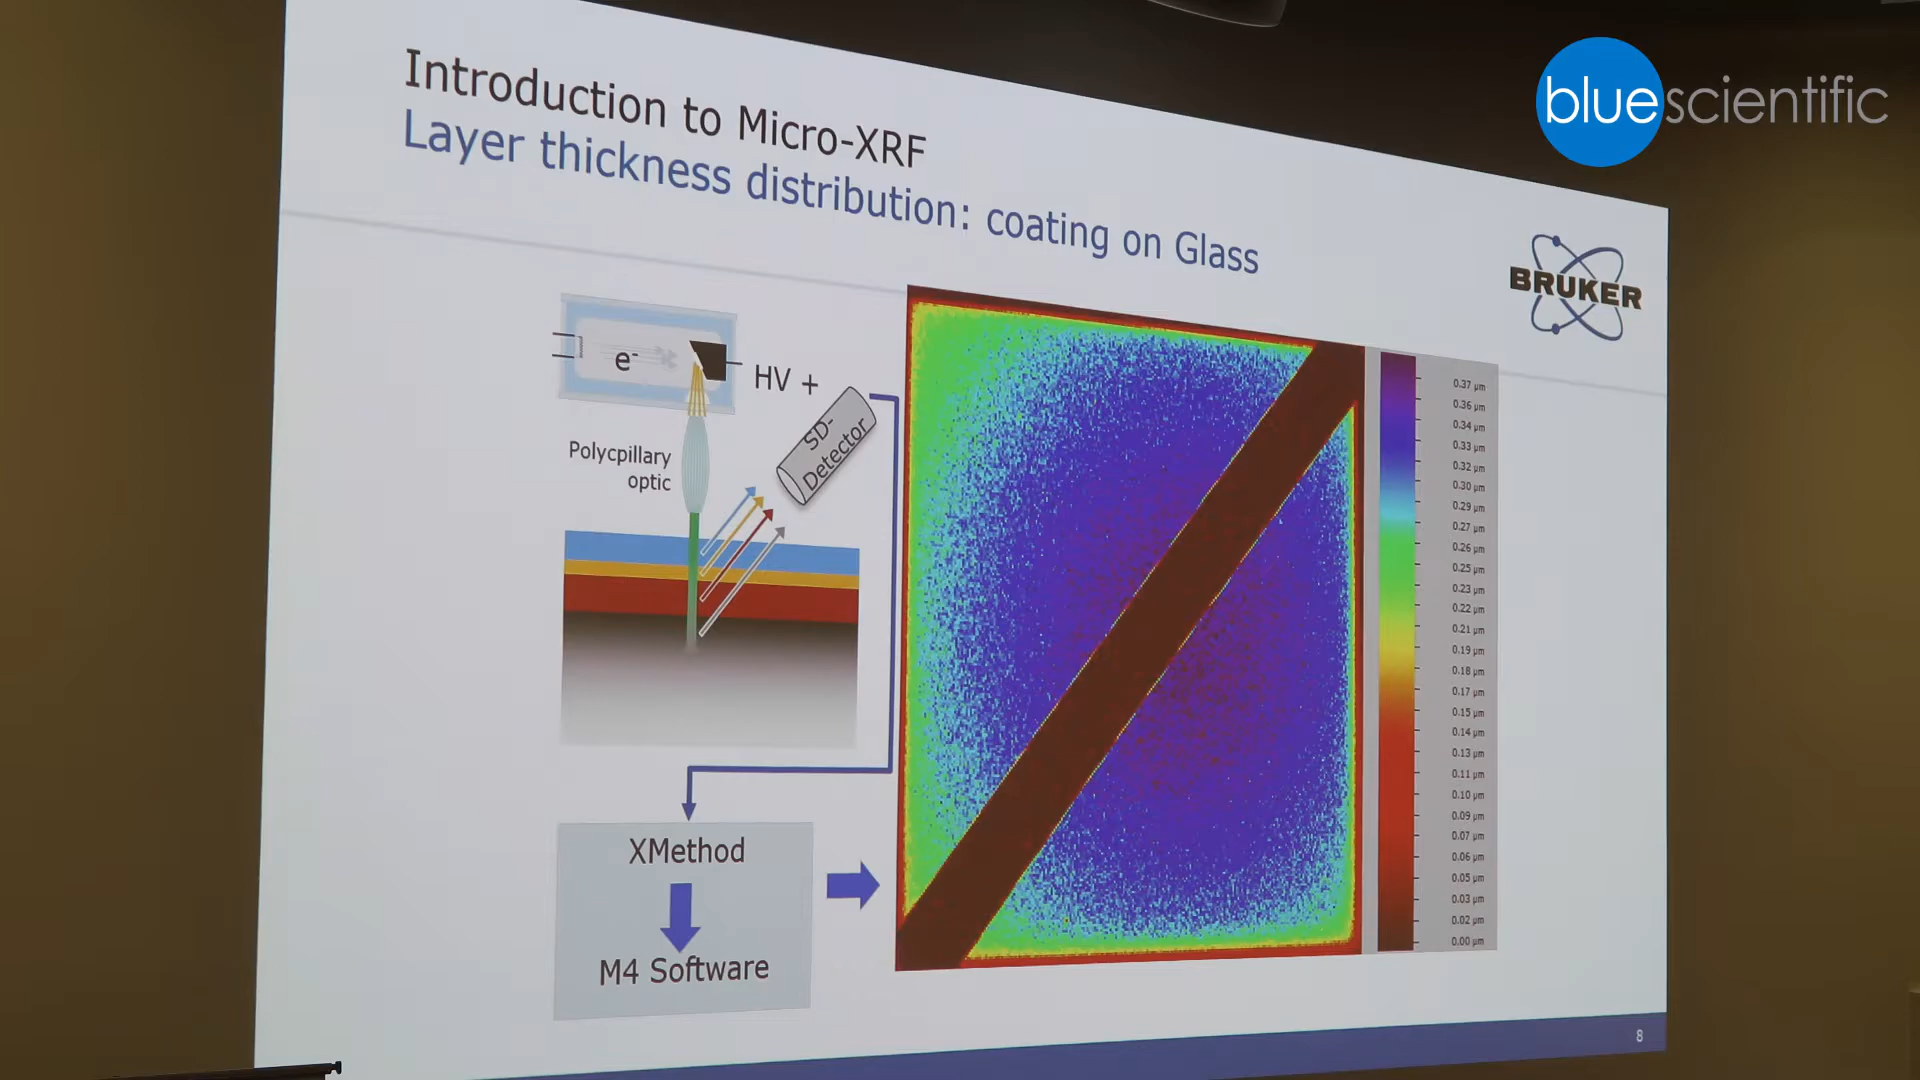 bluescientific
Introduction to Micro-XRF
Layer thickness distribution: coating on Glass
BRUKER
e-
HV +
SD-
Detector
Polycpillary
optic
XMethod
M4 Software
0.37 µm
0.36 µm
0.34 µm
0.33 µm
0.32 µm
0.30 µm
0.29 µm
0.27 µm
0.26 µm
0.25 µm
0.23 µm
0.22 µm
0.21 µm
0.19 µm
0.18 µm
0.17 µm
0.15 µm
0.14 µm
0.13 µm
0.11 µm
0.10 µm
0.09 µm
0.07 µm
0.06 µm
0.05 µm
0.03 µm
0.02 µm
0.00 µm
8